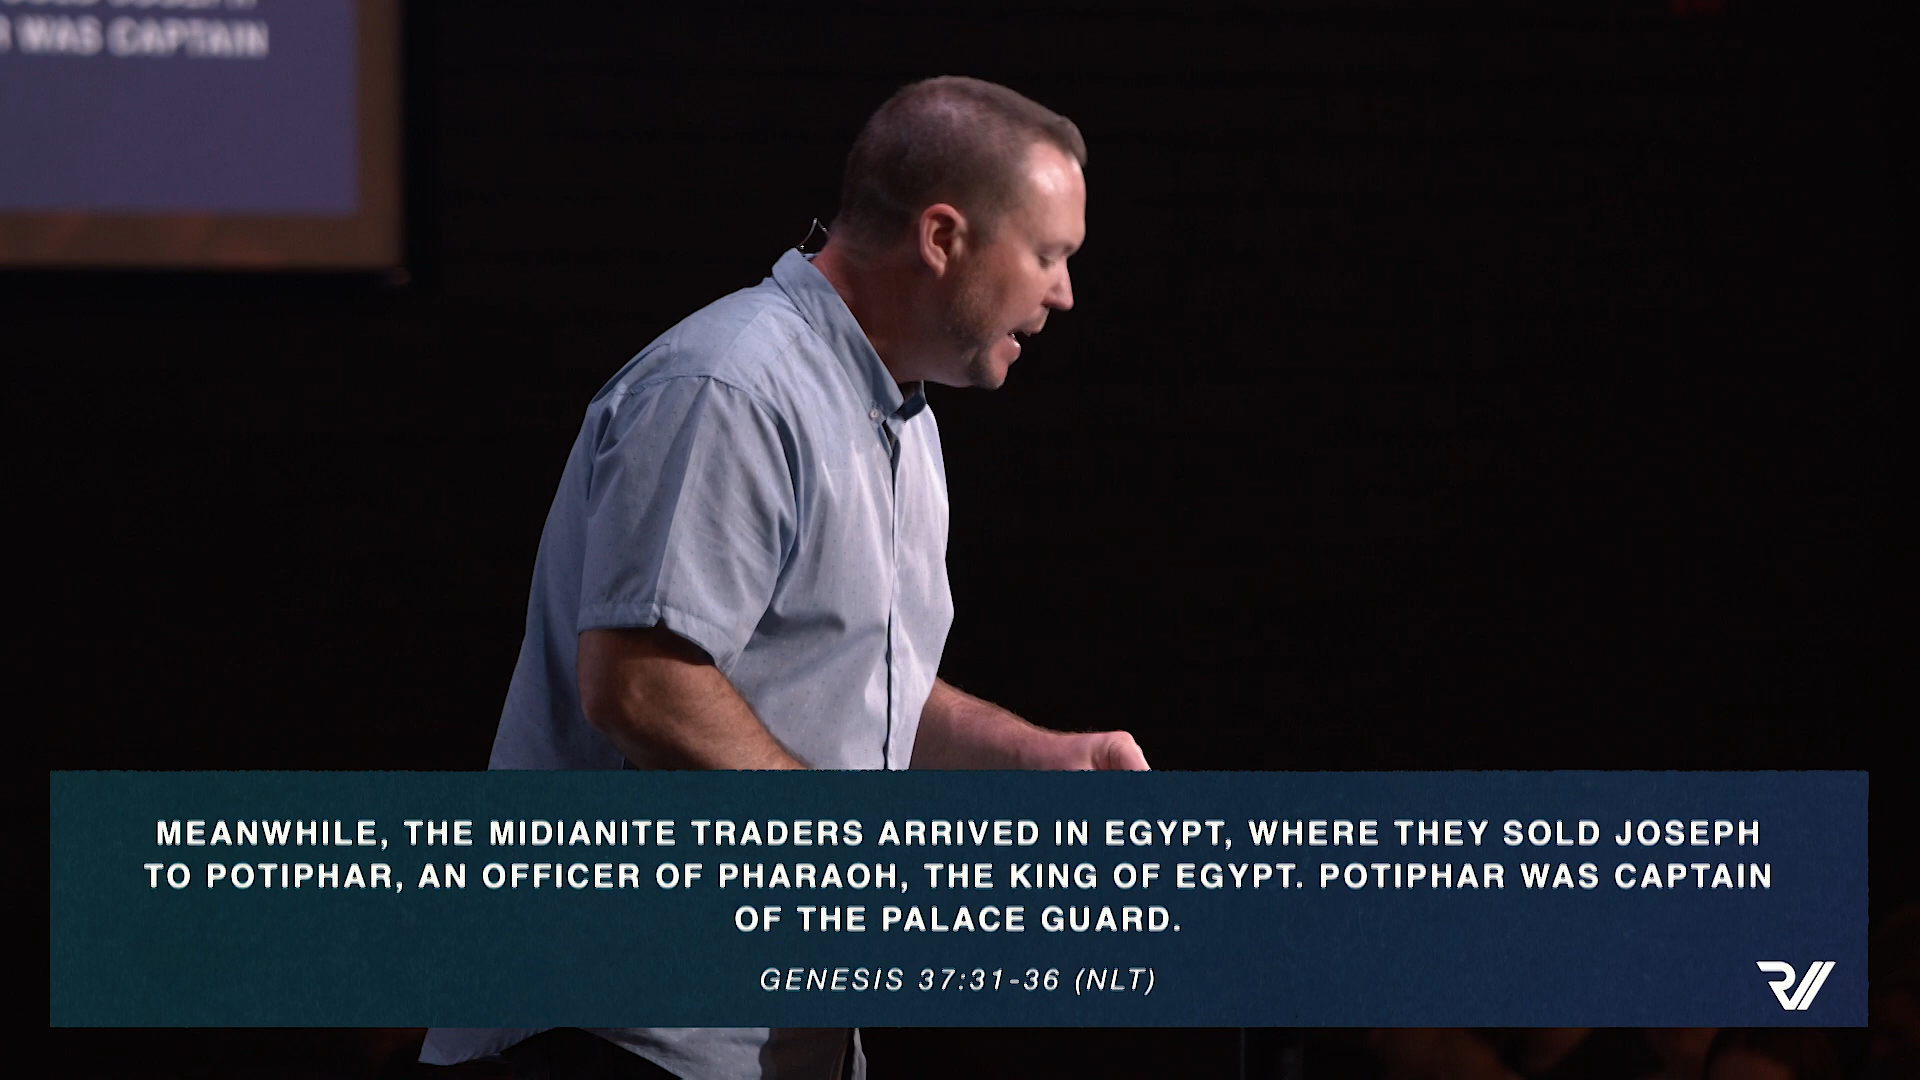 WAS CAPTAIN
MEANWHILE, THE MIDIANITE TRADERS ARRIVED IN EGYPT, WHERE THEY SOLD JOSEPH
TO POTIPHAR, AN OFFICER OF PHARAOH, THE KING OF EGYPT. POTIPHAR WAS CAPTAIN
OF THE PALACE GUARD.
GENESIS 37:31-36 (NLT)